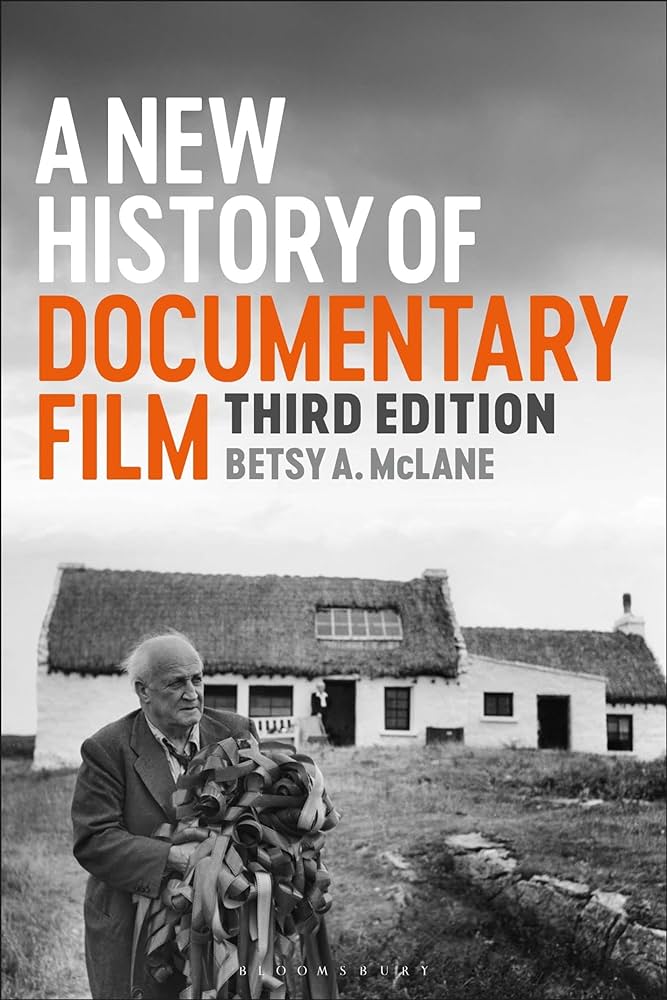 A NEW
HISTORY OF
DOCUMENTARY
FILM THIRD EDITION
BETSY A. McLANE
BLOOMSBURY